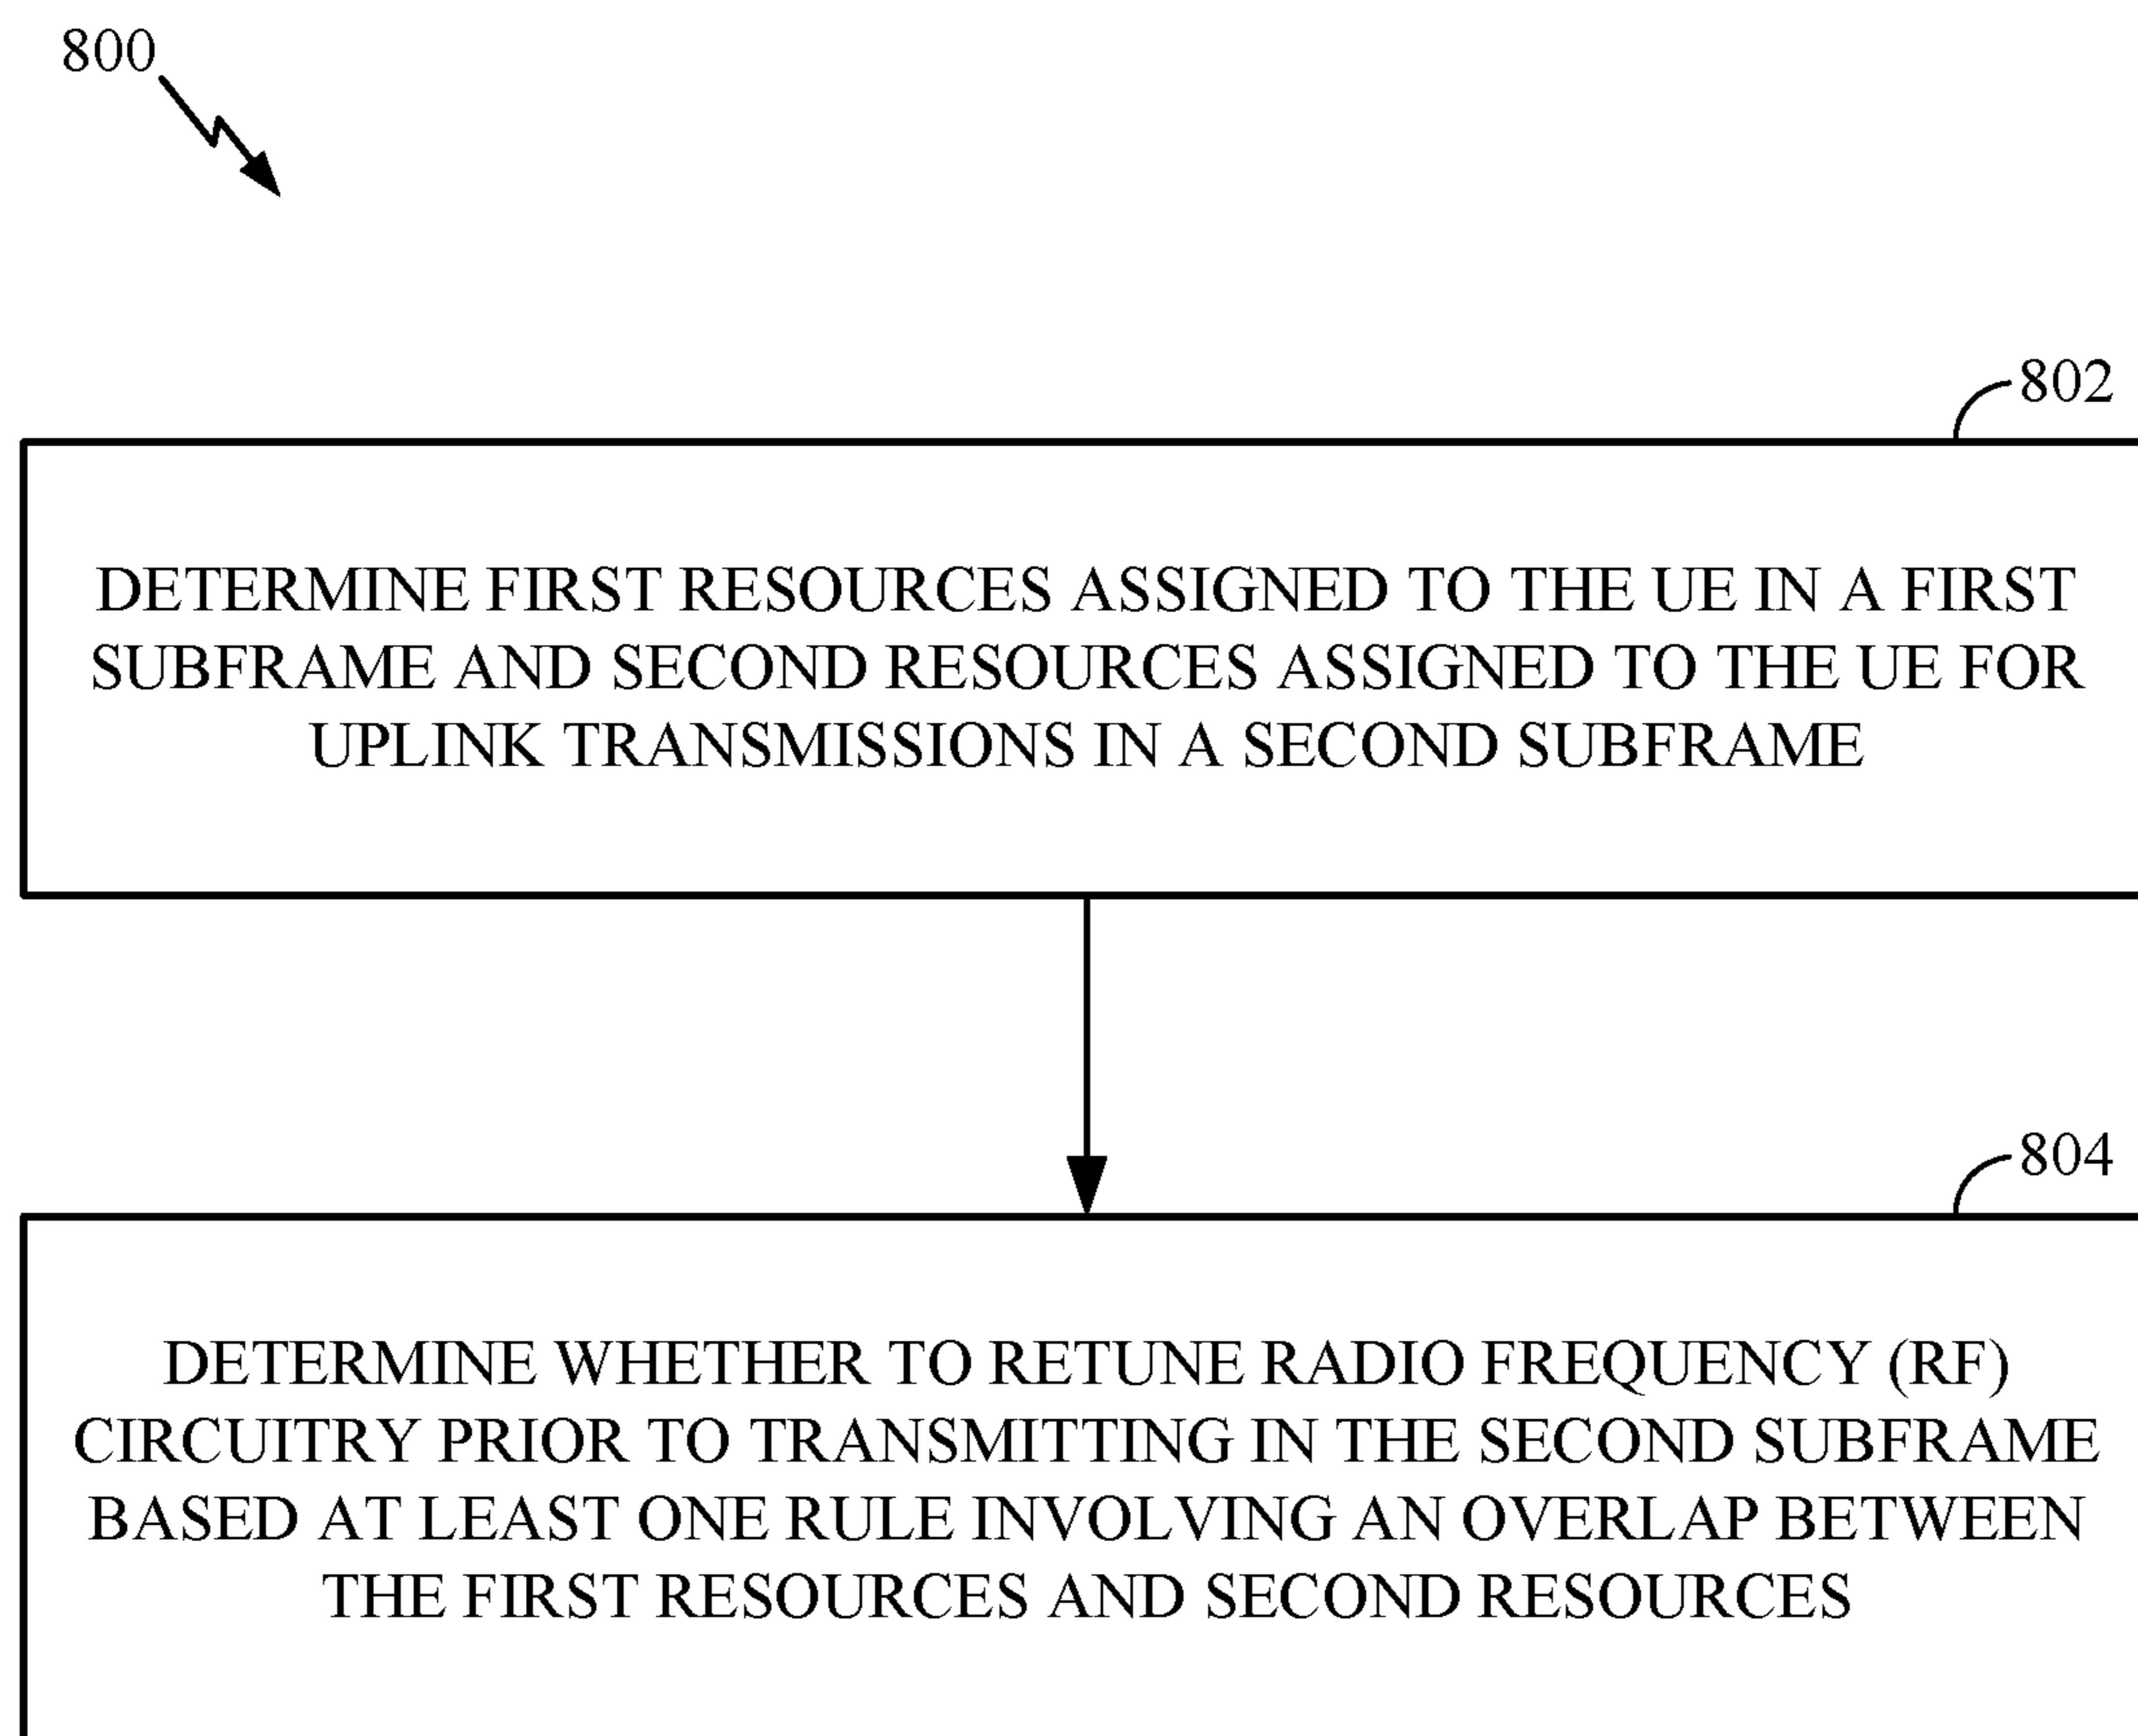 800
802
DETERMINE FIRST RESOURCES ASSIGNED TO THE UE IN A FIRST
SUBFRAME AND SECOND RESOURCES ASSIGNED TO THE UE FOR
UPLINK TRANSMISSIONS IN A SECOND SUBFRAME
804
DETERMINE WHETHER TO RETUNE RADIO FREQUENCY (RF)
CIRCUITRY PRIOR TO TRANSMITTING IN THE SECOND SUBFRAME
BASED AT LEAST ONE RULE INVOLVING AN OVERLAP BETWEEN
THE FIRST RESOURCES AND SECOND RESOURCES